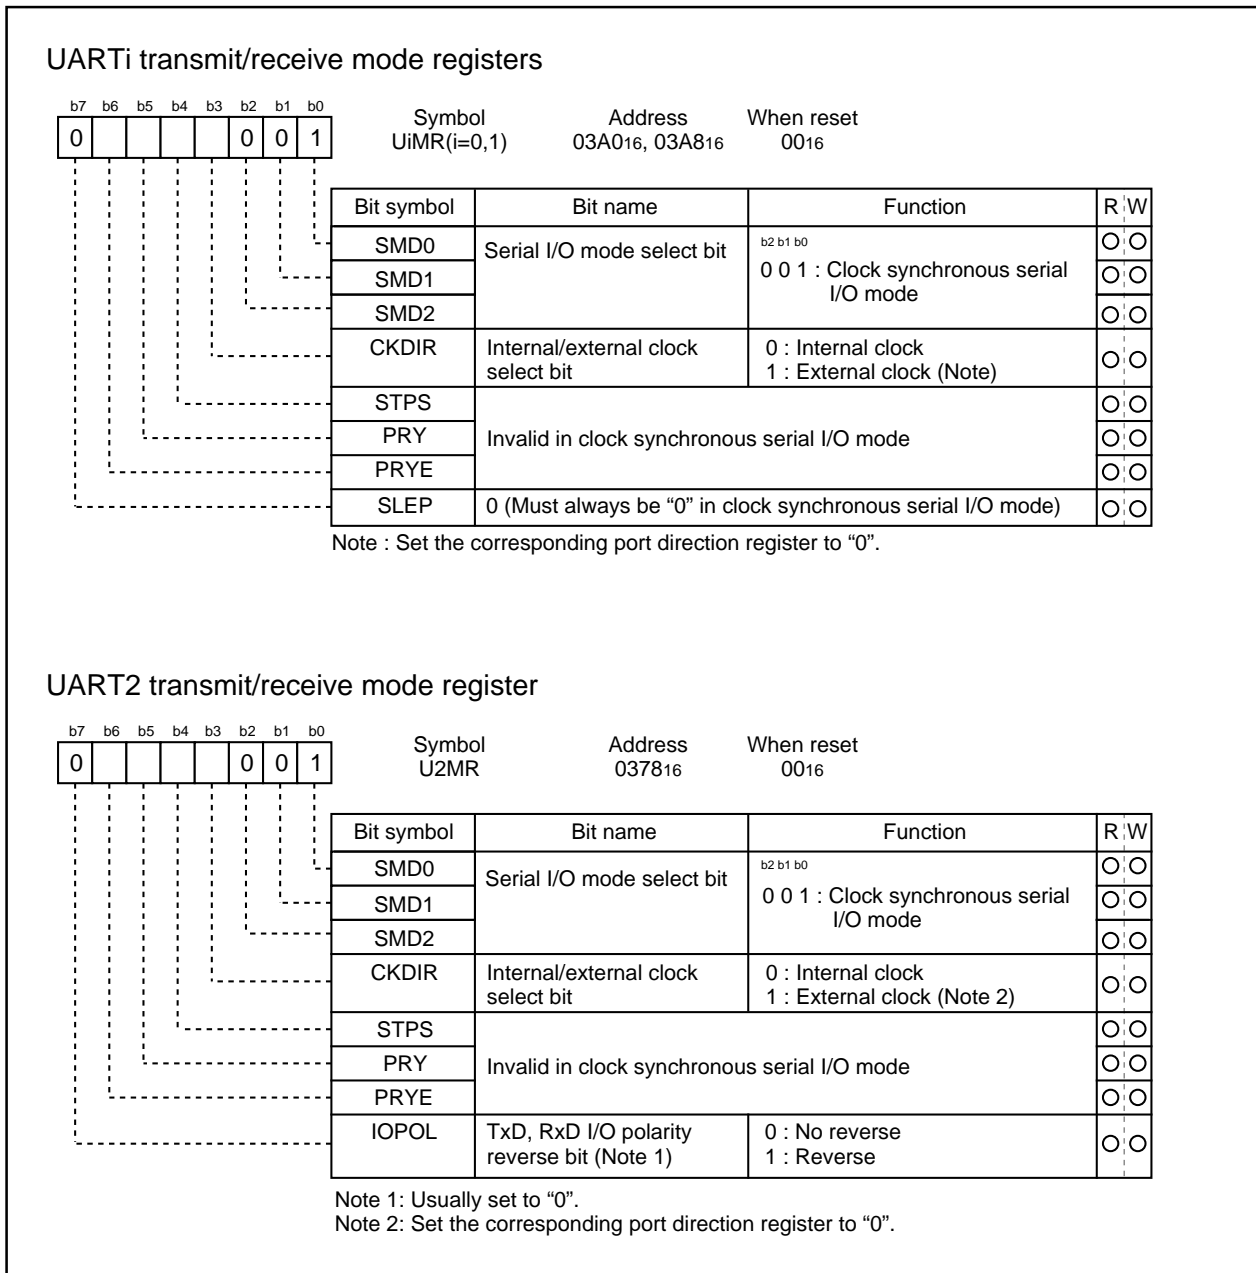 UARTi transmit/receive mode registers
b7 b6 b5 b4 b3 b2 b1 b0
0 0 0 1
Symbol Address When reset
UiMR(i=0,1) 03A016, 03A816 0016
Bit symbol Bit name Function R W
SMD0 Serial I/O mode select bit b2 b1 b0
SMD1 0 0 1 : Clock synchronous serial
I/O mode
SMD2
CKDIR Internal/external clock 0 : Internal clock
select bit 1 : External clock (Note)
STPS
PRY Invalid in clock synchronous serial I/O mode
PRYE
SLEP 0 (Must always be “0” in clock synchronous serial I/O mode)
Note : Set the corresponding port direction register to “0”.
UART2 transmit/receive mode register
b7 b6 b5 b4 b3 b2 b1 b0
0 0 0 1
Symbol Address When reset
U2MR 037816 0016
Bit symbol Bit name Function R W
SMD0 Serial I/O mode select bit b2 b1 b0
SMD1 0 0 1 : Clock synchronous serial
I/O mode
SMD2
CKDIR Internal/external clock 0 : Internal clock
select bit 1 : External clock (Note 2)
STPS
PRY Invalid in clock synchronous serial I/O mode
PRYE
IOPOL TxD, RxD I/O polarity 0 : No reverse
reverse bit (Note 1) 1 : Reverse
Note 1: Usually set to “0”.
Note 2: Set the corresponding port direction register to “0”.